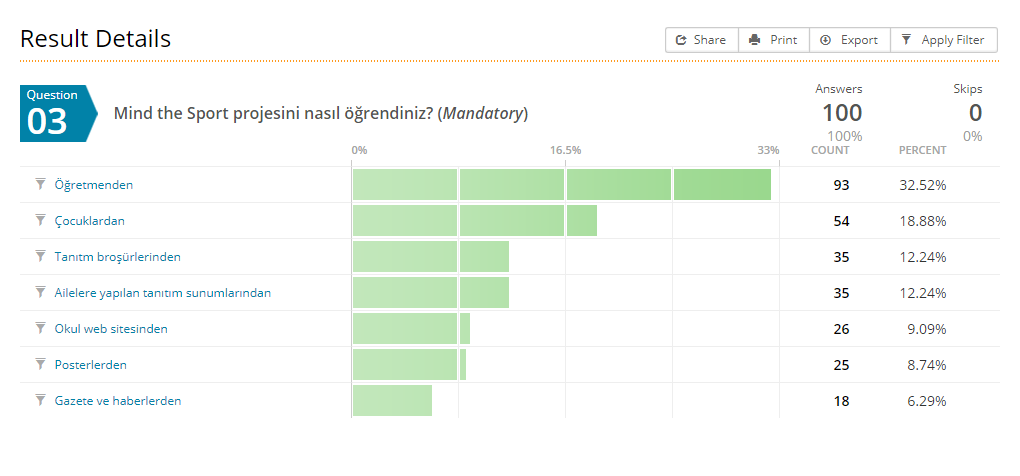 Result Details
Share Print Export Apply Filter
Question
03
Mind the Sport projesini nasıl öğrendiniz? (Mandatory)
Answers Skips
100 0
100% 0%
0% 16.5% 33% COUNT PERCENT
Öğretmenden 93 32.52%
Çocuklardan 54 18.88%
Tanıtm broşürlerinden 35 12.24%
Ailelere yapılan tanıtım sunumlarından 35 12.24%
Okul web sitesinden 26 9.09%
Posterlerden 25 8.74%
Gazete ve haberlerden 18 6.29%